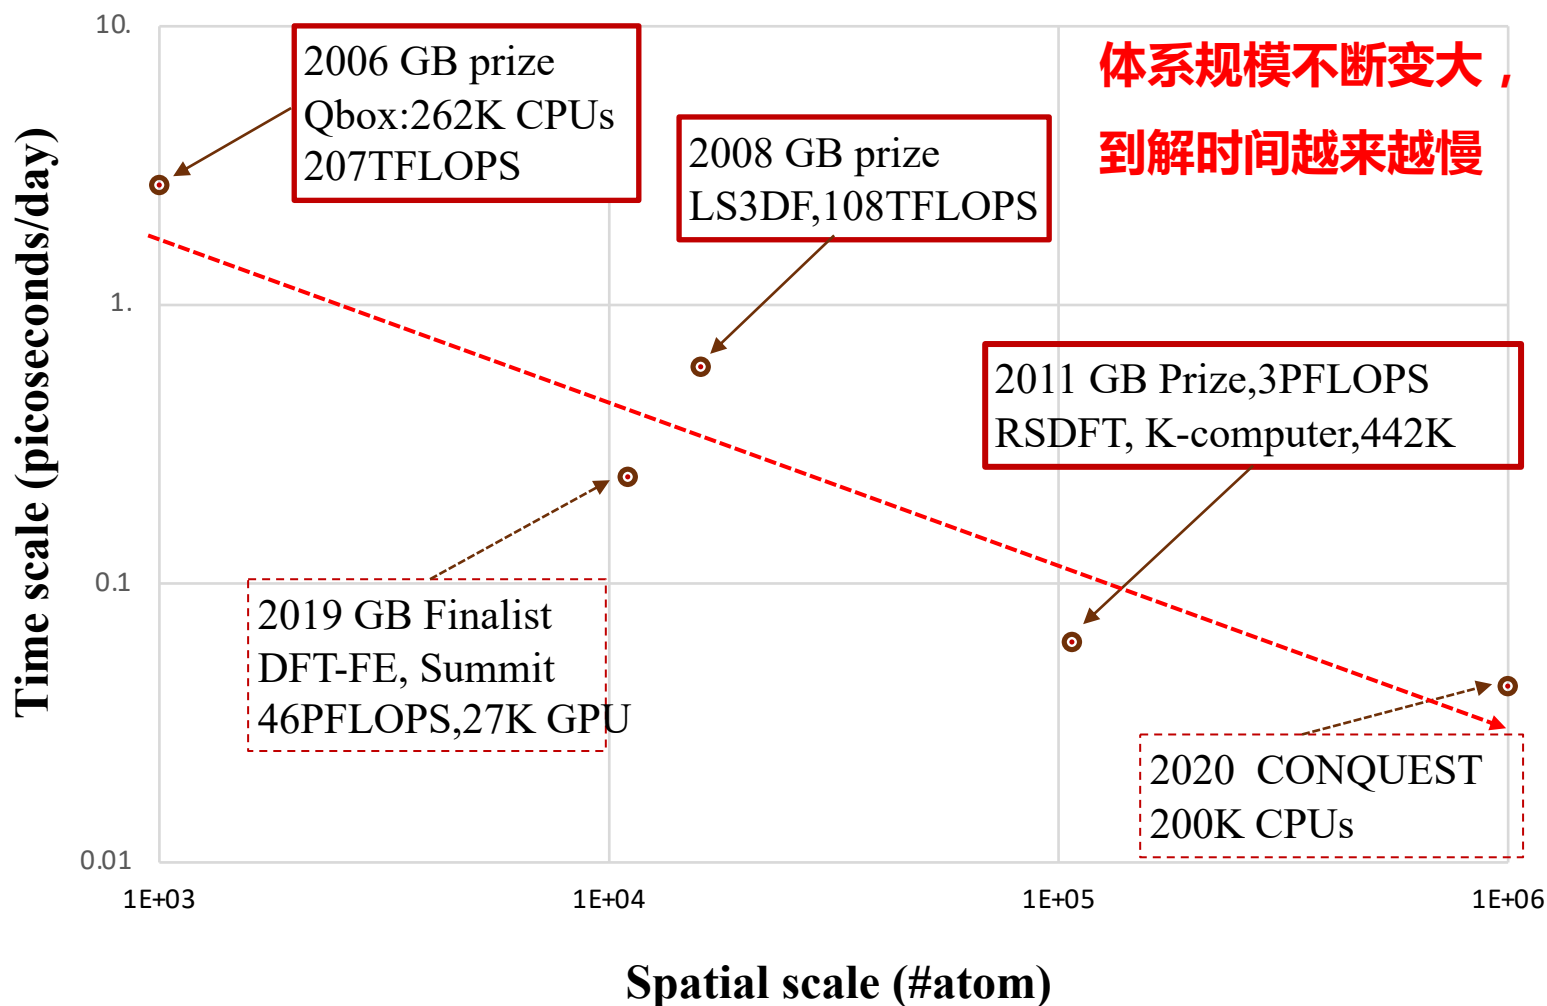 10.
2006 GB prize
Qbox:262K CPUs
207TFLOPS
2008 GB prize
LS3DF,108TFLOPS
体系规模不断变大，
到解时间越来越慢
Time scale (picoseconds/day)
1.
2011 GB Prize,3PFLOPS
RSDFT, K-computer,442K
0.1
2019 GB Finalist
DFT-FE, Summit
46PFLOPS,27K GPU
2020  CONQUEST
200K CPUs
0.01
1E+03
1E+04
1E+05
1E+06
Spatial scale (#atom)